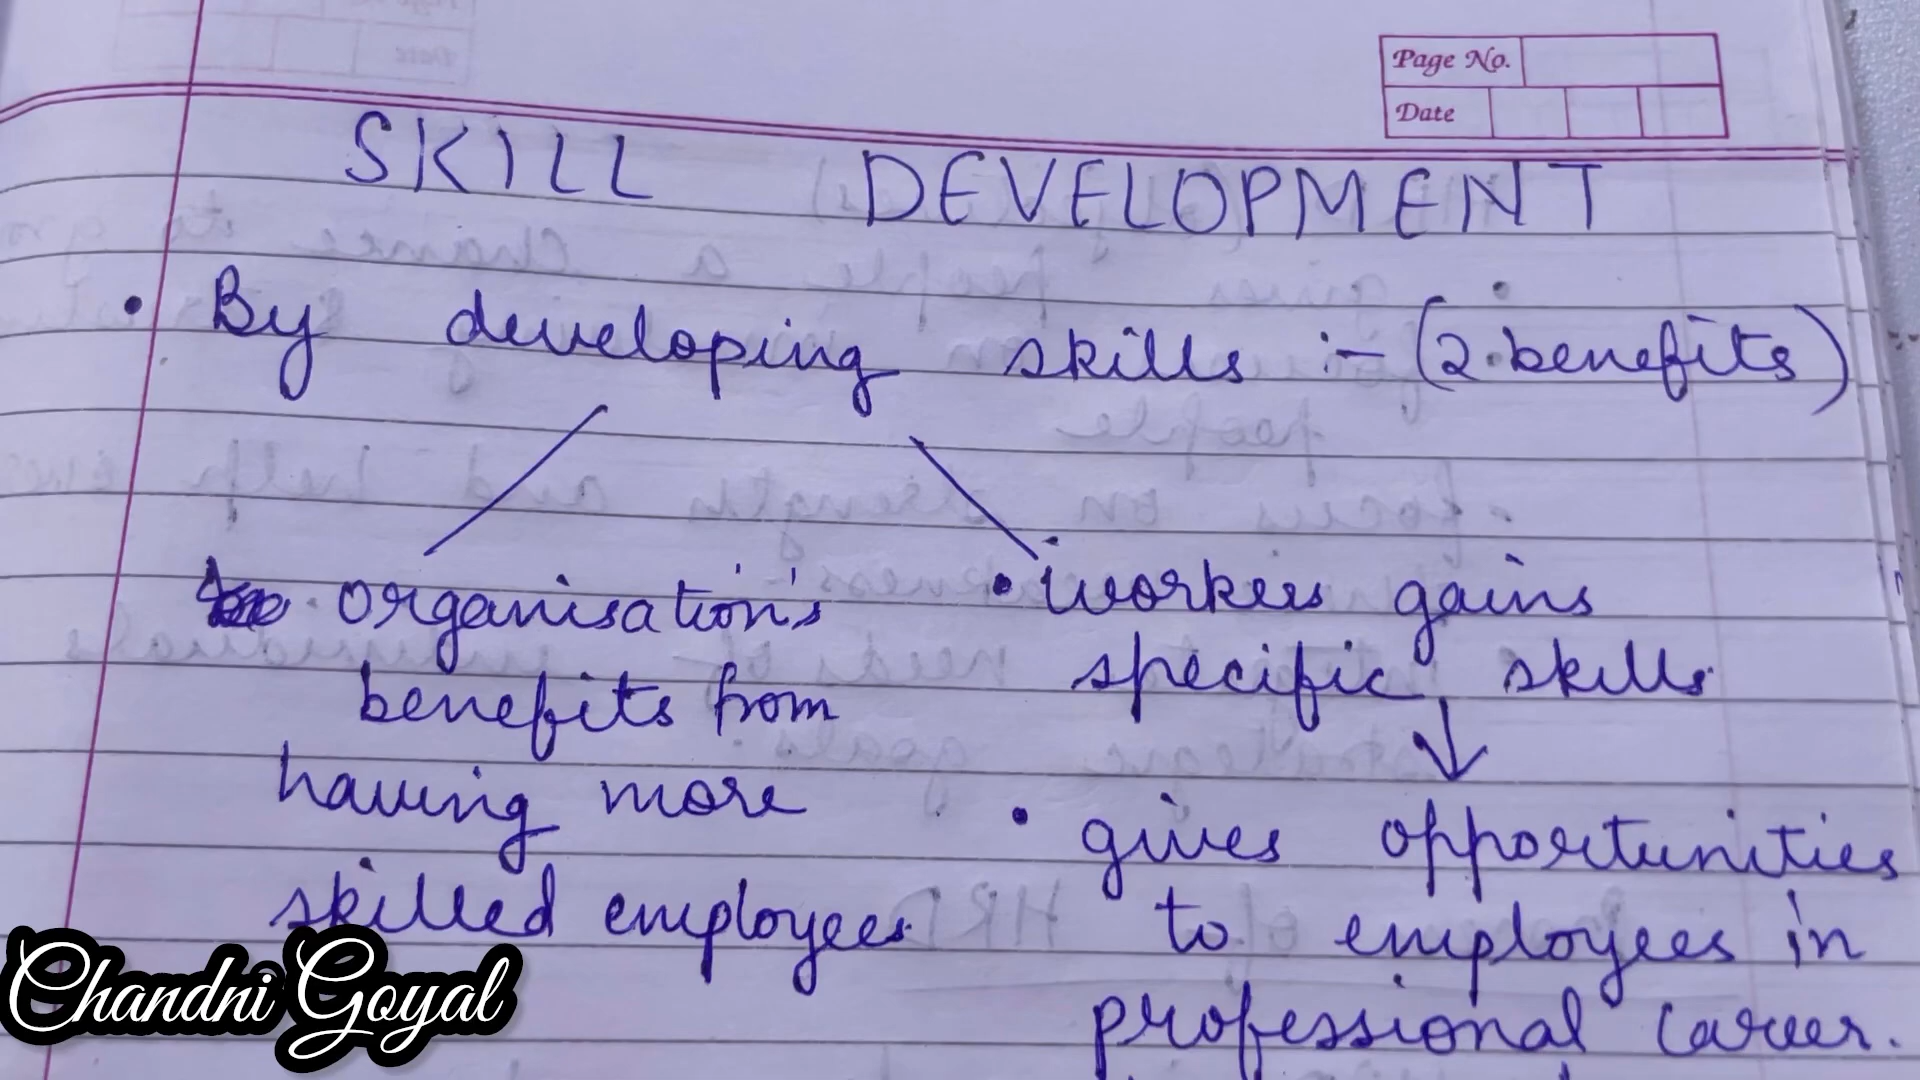 Page No.
Date
SKILL DEVELOPMENT
• By developing skills :- (2 benefits)
organisation's
benefits from
having more
skilled employees
• workers gains
specific skills
↓
• gives opportunities
to employees in
professional career.
Chandni Goyal